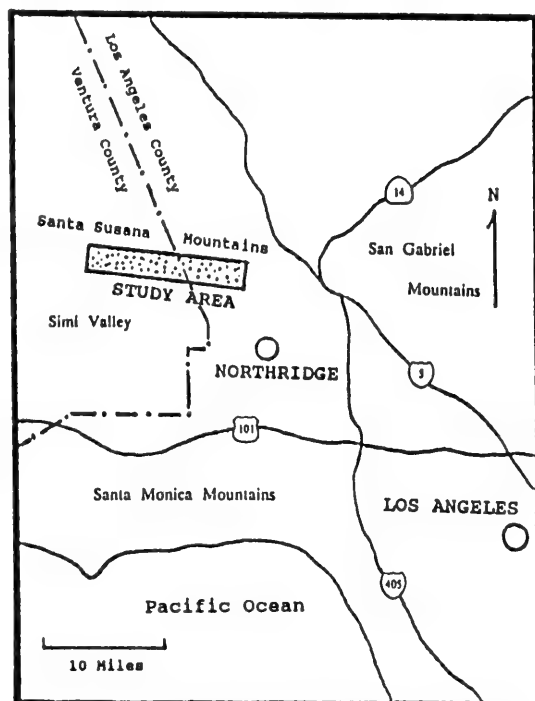 Los Angeles County
Ventura County
14
N
Santa Susana Mountains
San Gabriel
Mountains
STUDY AREA
Simi Valley
NORTHRIDGE
5
101
Santa Monica Mountains
LOS ANGELES
405
Pacific Ocean
10 Miles